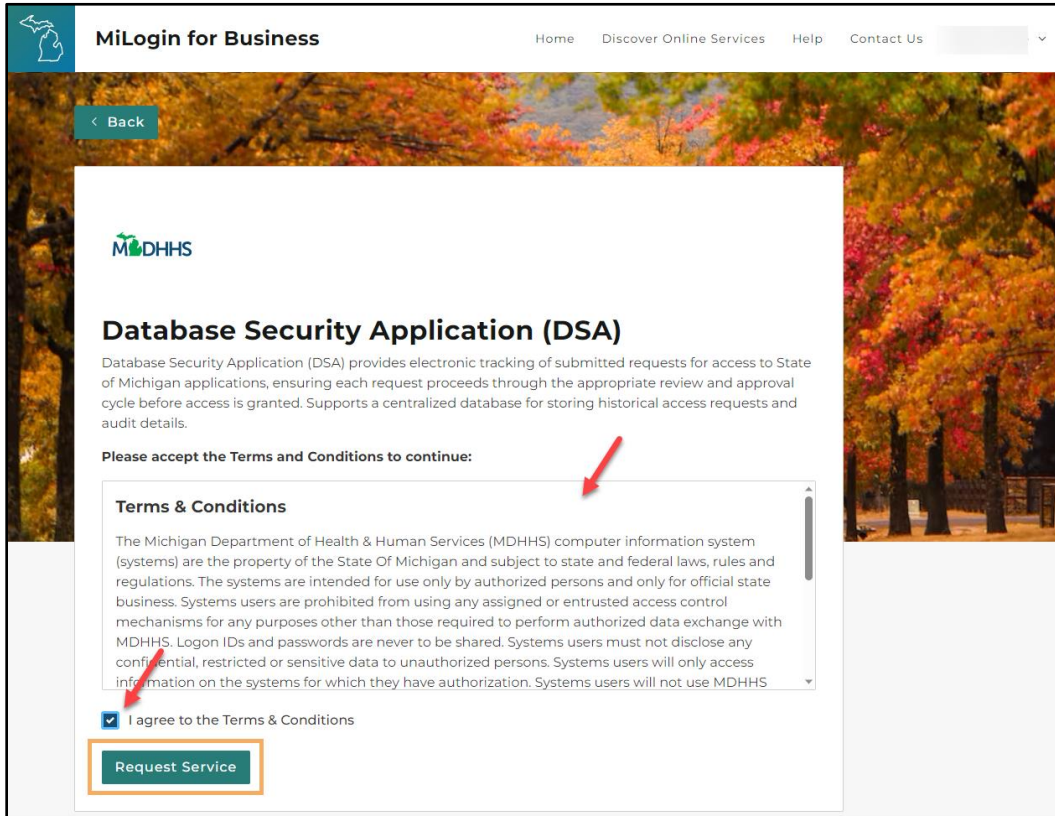 MiLogin for Business
Home Discover Online Services Help Contact Us
< Back
MDHHS
Database Security Application (DSA)
Database Security Application (DSA) provides electronic tracking of submitted requests for access to State
of Michigan applications, ensuring each request proceeds through the appropriate review and approval
cycle before access is granted. Supports a centralized database for storing historical access requests and
audit details.
Please accept the Terms and Conditions to continue:
Terms & Conditions
The Michigan Department of Health & Human Services (MDHHS) computer information system
(systems) are the property of the State Of Michigan and subject to state and federal laws, rules and
regulations. The systems are intended for use only by authorized persons and only for official state
business. Systems users are prohibited from using any assigned or entrusted access control
mechanisms for any purposes other than those required to perform authorized data exchange with
MDHHS. Logon IDs and passwords are never to be shared. Systems users must not disclose any
confidential, restricted or sensitive data to unauthorized persons. Systems users will only access
information on the systems for which they have authorization. Systems users will not use MDHHS
I agree to the Terms & Conditions
Request Service